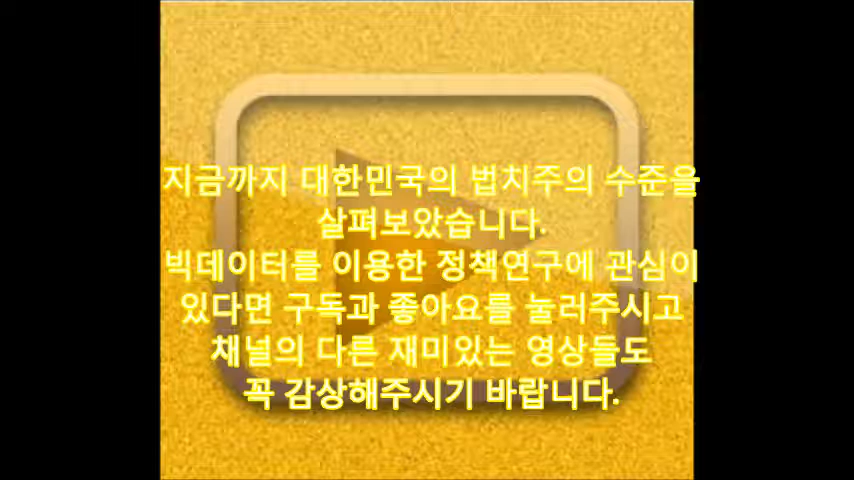 지금까지 대한민국의 법치주의 수준을
살펴보았습니다.
빅데이터를 이용한 정책연구에 관심이
있다면 구독과 좋아요를 눌러주시고
채널의 다른 재미있는 영상들도
꼭 감상해주시기 바랍니다.